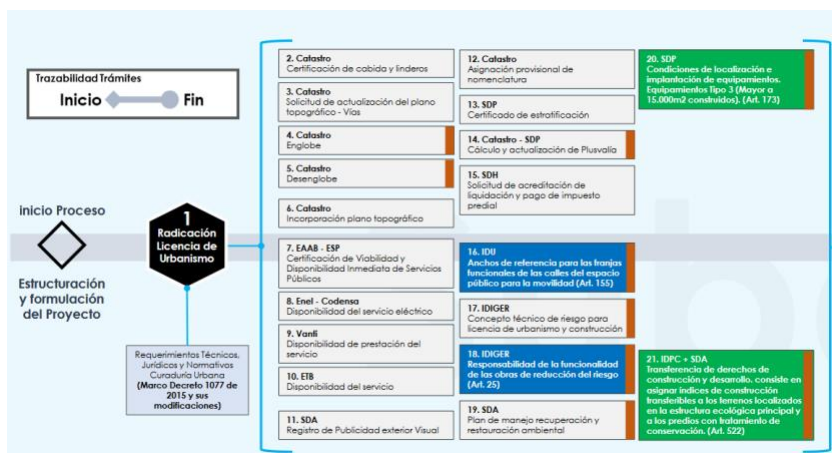 Trazabilidad Trámites
Inicio
Fin
inicio Proceso
Estructuración
y formulación
del Proyecto
1
Radicación
Licencia de
Urbanismo
Requerimientos Técnicos,
Jurídicos y Normativos
Curaduría Urbana
(Marco Decreto 1077 de
2015 y sus
modificaciones)
2. Catastro
Certificación de cabida y linderos
3. Catastro
Solicitud de actualización del plano
topográfico - Vías
4. Catastro
Englobe
5. Catastro
Desenglobe
6. Catastro
Incorporación plano topográfico
7. EAAB - ESP
Certificación de Viabilidad y
Disponibilidad Inmediata de Servicios
Públicos
8. Enel - Codensa
Disponibilidad del servicio eléctrico
9. Vanti
Disponibilidad de prestación del
servicio
10. ETB
Disponibilidad del servicio
11. SDA
Registro de Publicidad exterior Visual
12. Catastro
Asignación provisional de
nomenclatura
13. SDP
Certificado de estratificación
14. Catastro - SDP
Cálculo y actualización de Plusvalía
15. SDH
Solicitud de acreditación de
liquidación y pago de impuesto
predial
16. IDU
Anchos de referencia para las franjas
funcionales de las calles del espacio
público para la movilidad (Art. 155)
17. IDIGER
Concepto técnico de riesgo para
licencia de urbanismo y construcción
18. IDIGER
Responsabilidad de la funcionalidad
de las obras de reducción del riesgo
(Art. 25)
19. SDA
Plan de manejo recuperación y
restauración ambiental
20. SDP
Condiciones de localización e
implantación de equipamientos.
Equipamientos Tipo 3 (Mayor a
15.000m2 construidos). (Art. 173)
21. IDPC + SDA
Transferencia de derechos de
construcción y desarrollo. consiste en
asignar índices de construcción
transferibles a los terrenos localizados
en la estructura ecológica principal y
a los predios con tratamiento de
conservación. (Art. 522)